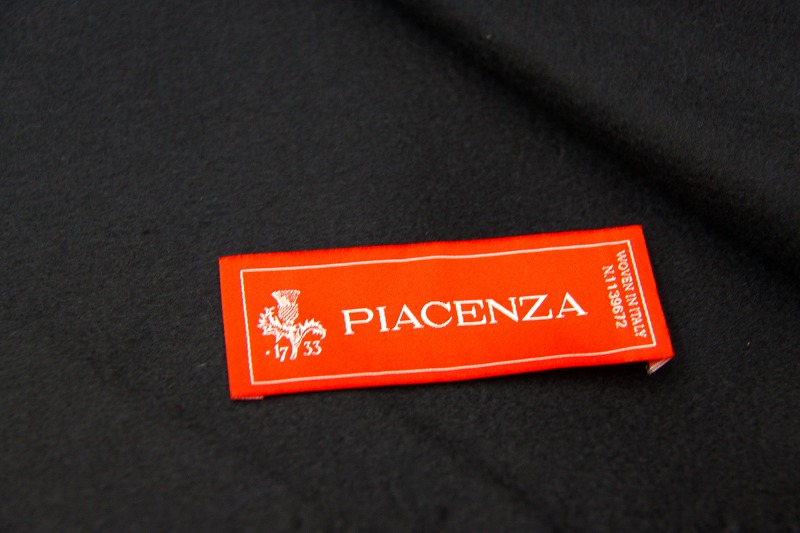 PIACENZA
·17 33
WOVEN IN ITALY
N.1139672